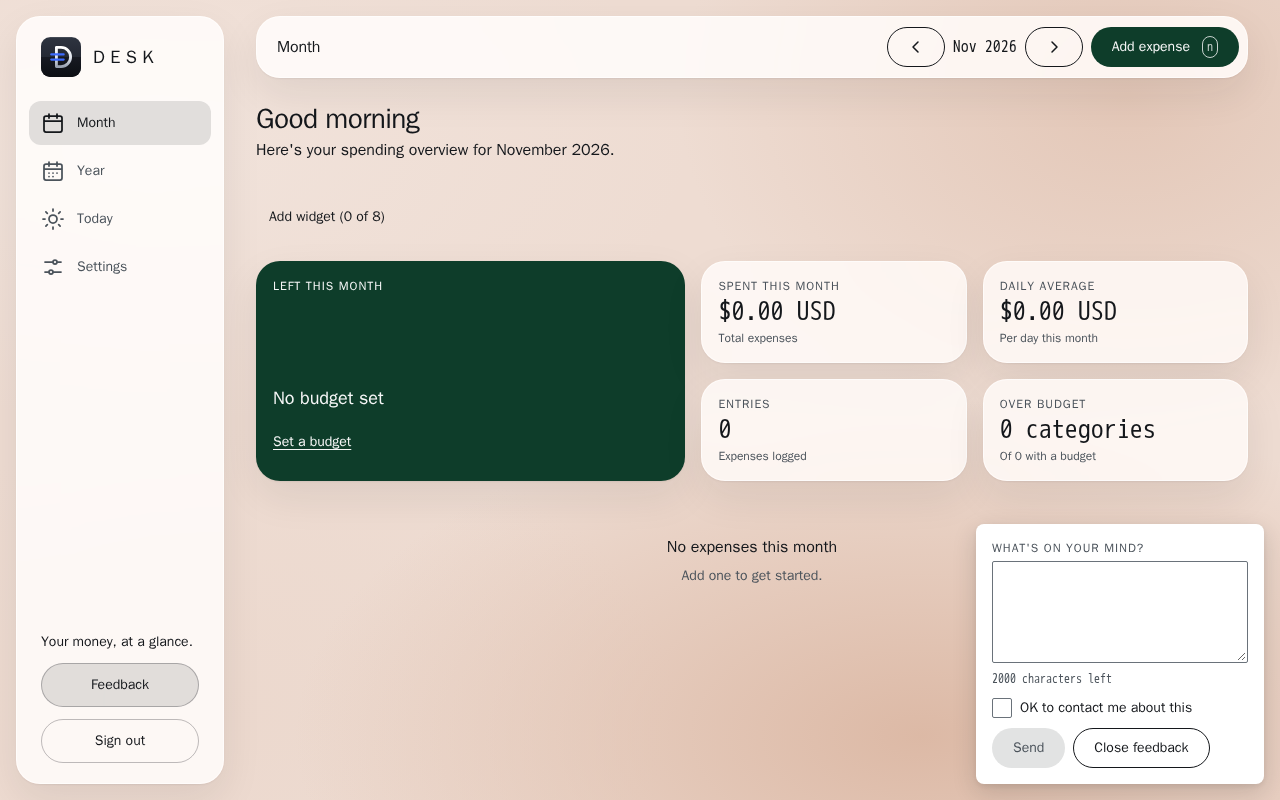 DESK
Month
Year
Today
Settings
Your money, at a glance.
Feedback
Sign out
Month
Nov 2026
Add expense n
Good morning
Here's your spending overview for November 2026.
Add widget (0 of 8)
LEFT THIS MONTH
No budget set
Set a budget
SPENT THIS MONTH
$0.00 USD
Total expenses
DAILY AVERAGE
$0.00 USD
Per day this month
ENTRIES
0
Expenses logged
OVER BUDGET
0 categories
Of 0 with a budget
No expenses this month
Add one to get started.
WHAT'S ON YOUR MIND?
2000 characters left
OK to contact me about this
Send
Close feedback